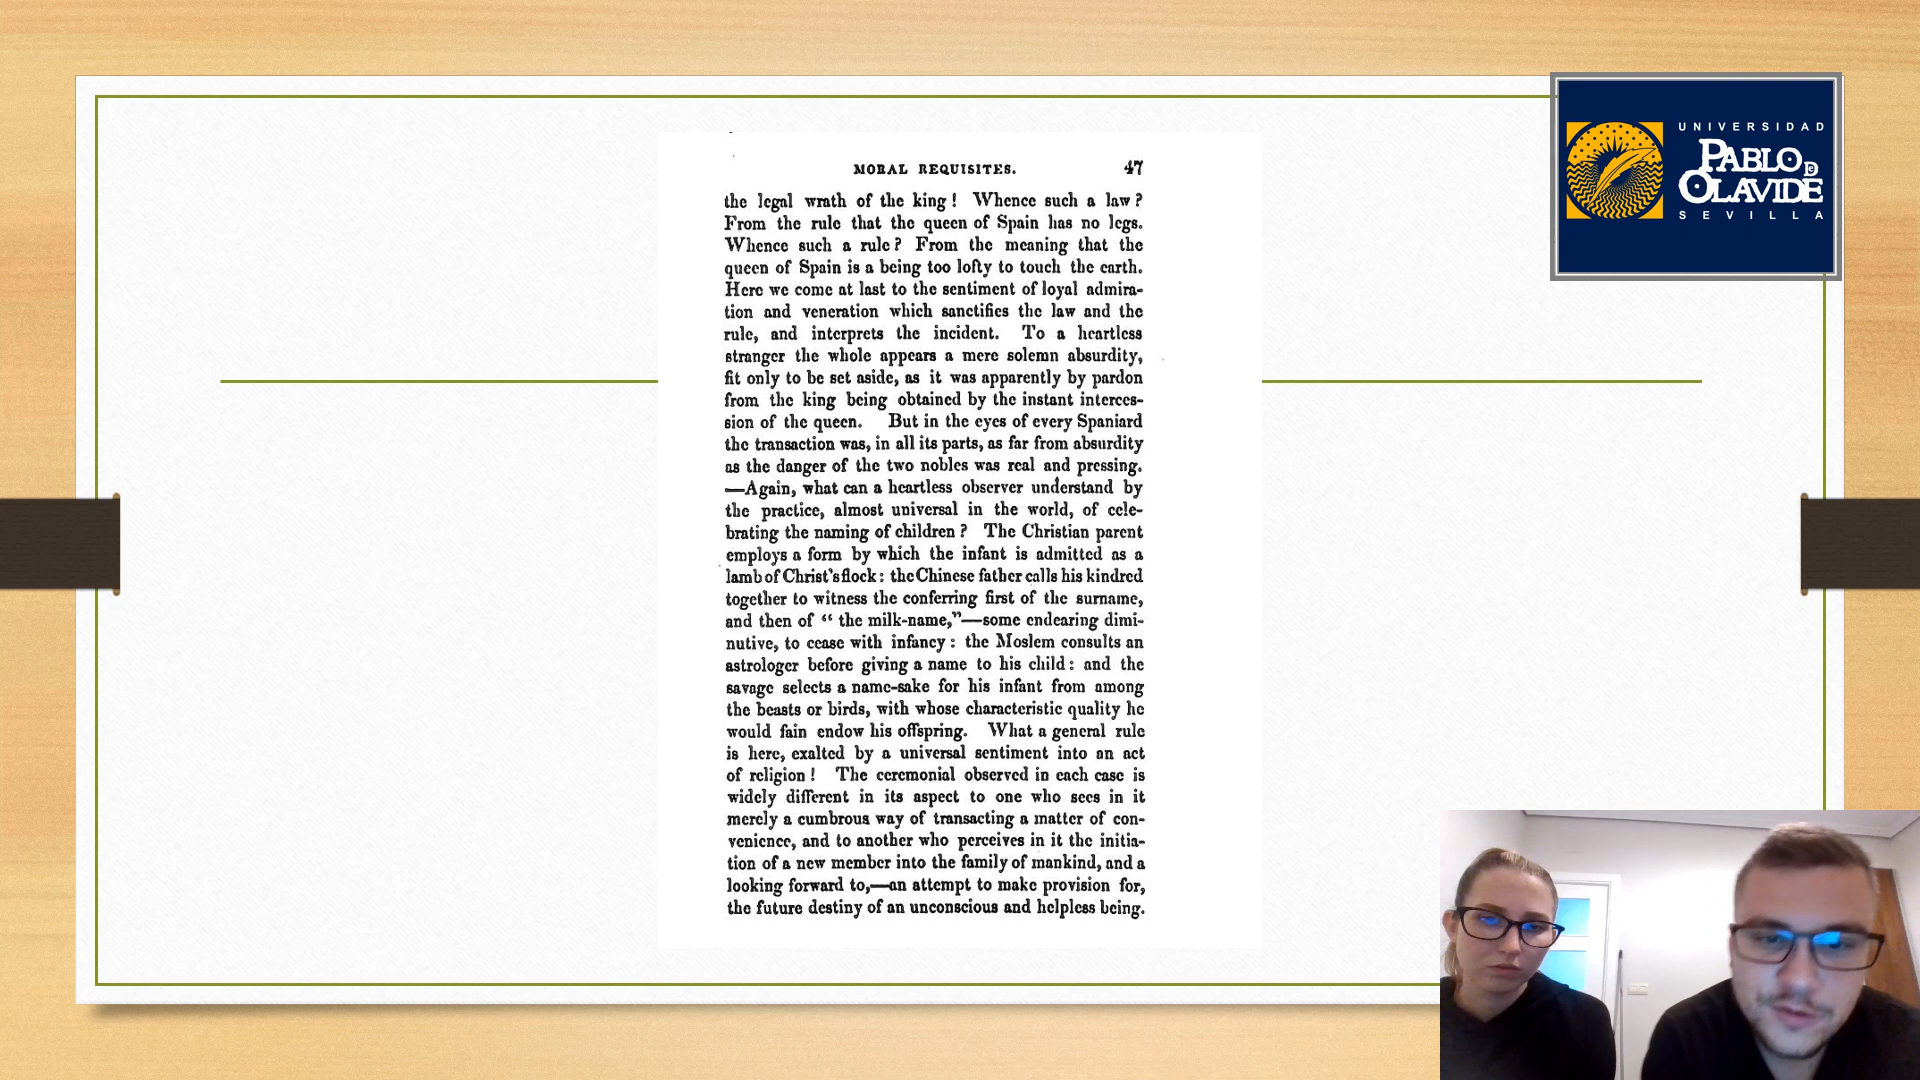 MORAL REQUISITES. 47
the legal wrath of the king! Whence such a law?
From the rule that the queen of Spain has no legs.
Whence such a rule? From the meaning that the
queen of Spain is a being too lofty to touch the earth.
Here we come at last to the sentiment of loyal admira-
tion and veneration which sanctifies the law and the
rule, and interprets the incident. To a heartless
stranger the whole appears a mere solemn absurdity,
fit only to be set aside, as it was apparently by pardon
from the king being obtained by the instant interces-
sion of the queen. But in the eyes of every Spaniard
the transaction was, in all its parts, as far from absurdity
as the danger of the two nobles was real and pressing.
—Again, what can a heartless observer understand by
the practice, almost universal in the world, of cele-
brating the naming of children? The Christian parent
employs a form by which the infant is admitted as a
lamb of Christ's flock: the Chinese father calls his kindred
together to witness the conferring first of the surname,
and then of “ the milk-name,”—some endearing dimi-
nutive, to cease with infancy: the Moslem consults an
astrologer before giving a name to his child: and the
savage selects a name-sake for his infant from among
the beasts or birds, with whose characteristic quality he
would fain endow his offspring. What a general rule
is here, exalted by a universal sentiment into an act
of religion! The ceremonial observed in each case is
widely different in its aspect to one who sees in it
merely a cumbrous way of transacting a matter of con-
venience, and to another who perceives in it the initia-
tion of a new member into the family of mankind, and a
looking forward to,—an attempt to make provision for,
the future destiny of an unconscious and helpless being.
UNIVERSIDAD
PABLO DE
OLAVIDE
SEVILLA